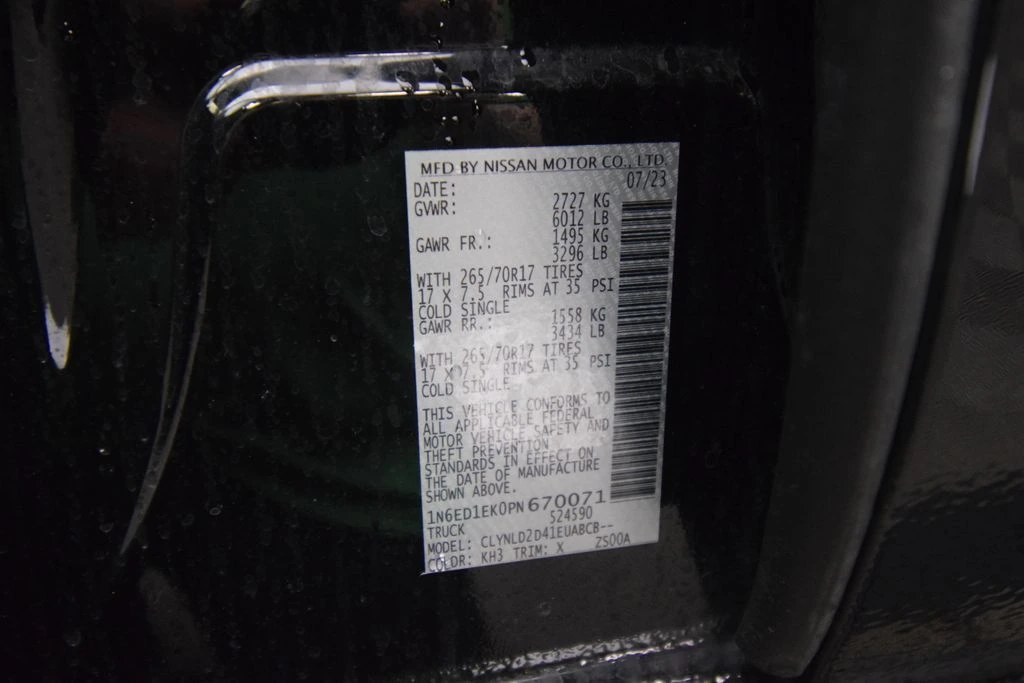 MFD BY NISSAN MOTOR CO., LTD.
DATE: 07/23
GVWR: 2727 KG
6012 LB
GAWR FR.: 1495 KG
3296 LB
WITH 265/70R17 TIRES
17 X 7.5 RIMS AT 35 PSI
COLD SINGLE
GAWR RR.: 1558 KG
3434 LB
WITH 265/70R17 TIRES
17 X 7.5 RIMS AT 35 PSI
COLD SINGLE
THIS VEHICLE CONFORMS TO
ALL APPLICABLE FEDERAL
MOTOR VEHICLE SAFETY AND
THEFT PREVENTION
STANDARDS IN EFFECT ON
THE DATE OF MANUFACTURE
SHOWN ABOVE.
1N6ED1EK0PN670071
TRUCK 524590
MODEL: CLYNLD2D41EUABCB--
COLOR: KH3 TRIM: X ZS00A